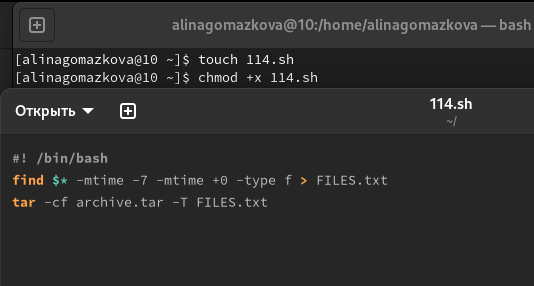 alinagomazkova@10:/home/alinagomazkova — bash
[alinagomazkova@10 ~]$ touch 114.sh
[alinagomazkova@10 ~]$ chmod +x 114.sh
Открыть
114.sh
~/
#! /bin/bash
find $* -mtime -7 -mtime +0 -type f > FILES.txt
tar -cf archive.tar -T FILES.txt